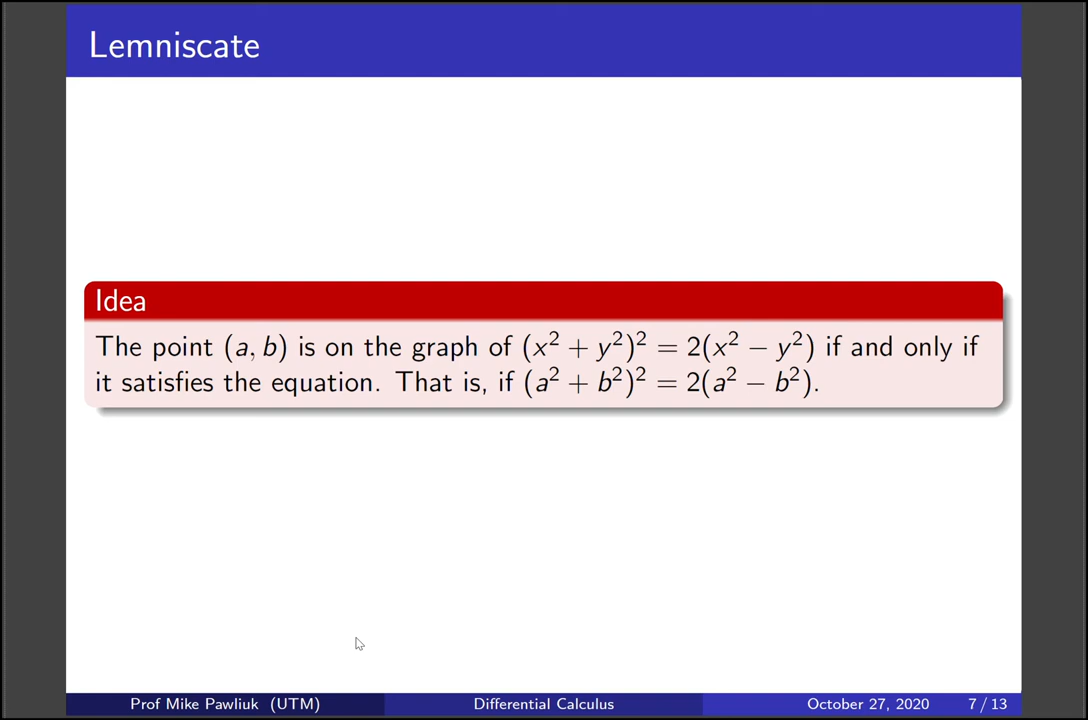 Lemniscate
Idea
The point (a, b) is on the graph of (x² + y²)² = 2(x² − y²) if and only if
it satisfies the equation. That is, if (a² + b²)² = 2(a² − b²).
Prof Mike Pawliuk (UTM) Differential Calculus October 27, 2020 7 / 13